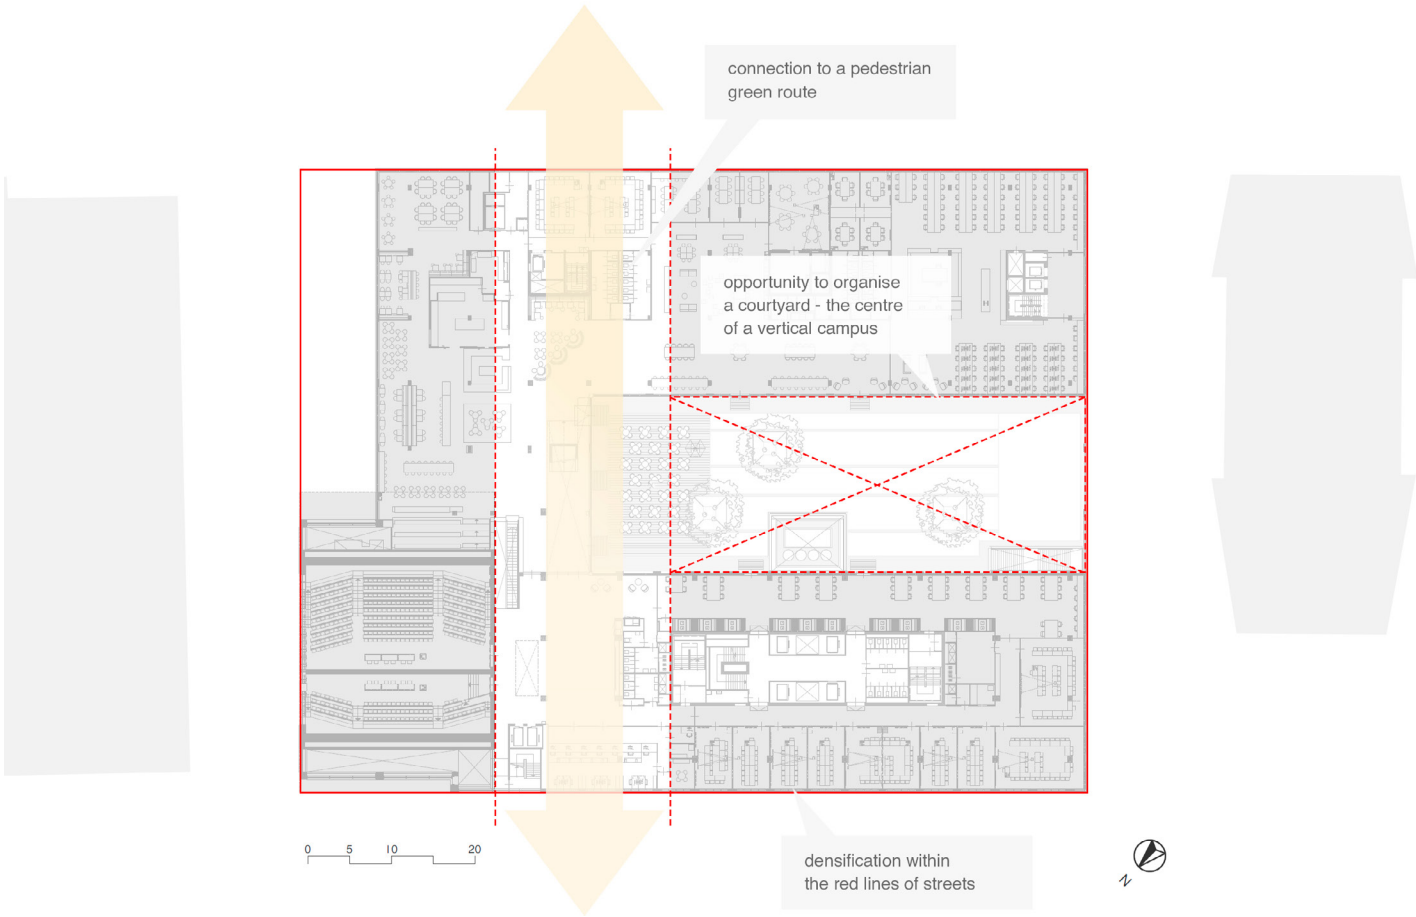 connection to a pedestrian
green route
opportunity to organise
a courtyard - the centre
of a vertical campus
0 5 10 20
N
densification within
the red lines of streets